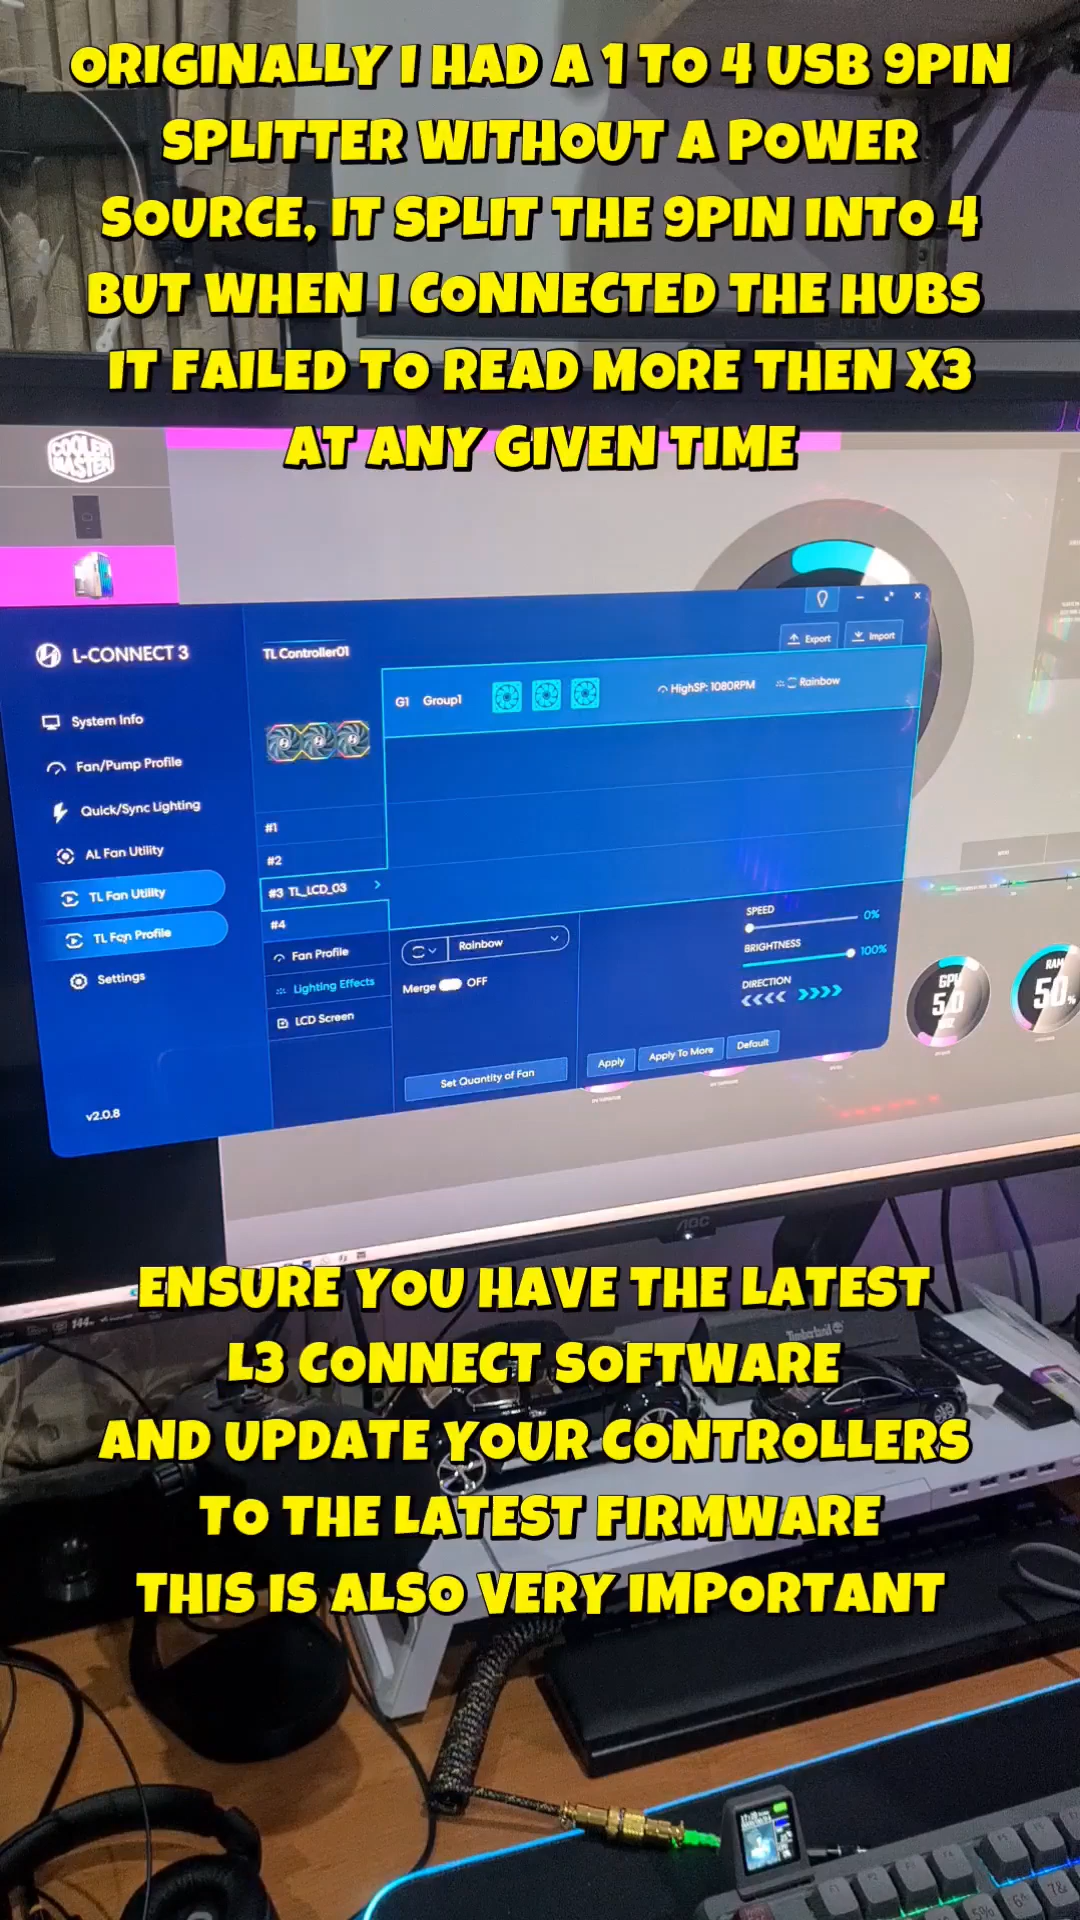 ORIGINALLY I HAD A 1 TO 4 USB 9PIN
SPLITTER WITHOUT A POWER
SOURCE, IT SPLIT THE 9PIN INTO 4
BUT WHEN I CONNECTED THE HUBS
IT FAILED TO READ MORE THEN X3
AT ANY GIVEN TIME
COOLER
MASTER
L-CONNECT 3
System Info
Fan/Pump Profile
Quick/Sync Lighting
AL Fan Utility
TL Fan Utility
TL Fan Profile
Settings
v2.0.8
TL Controller01
Export
Import
G1 Group1
HighSP: 1080RPM
Rainbow
#1
#2
#3 TL_LCD_03
#4
Fan Profile
Lighting Effects
LCD Screen
Rainbow
Merge OFF
Set Quantity of Fan
SPEED 0%
BRIGHTNESS 100%
DIRECTION
Apply
Apply To More
Default
GPU
RAM
50%
AOC
144
ENSURE YOU HAVE THE LATEST
L3 CONNECT SOFTWARE
AND UPDATE YOUR CONTROLLERS
TO THE LATEST FIRMWARE
THIS IS ALSO VERY IMPORTANT
Timberland